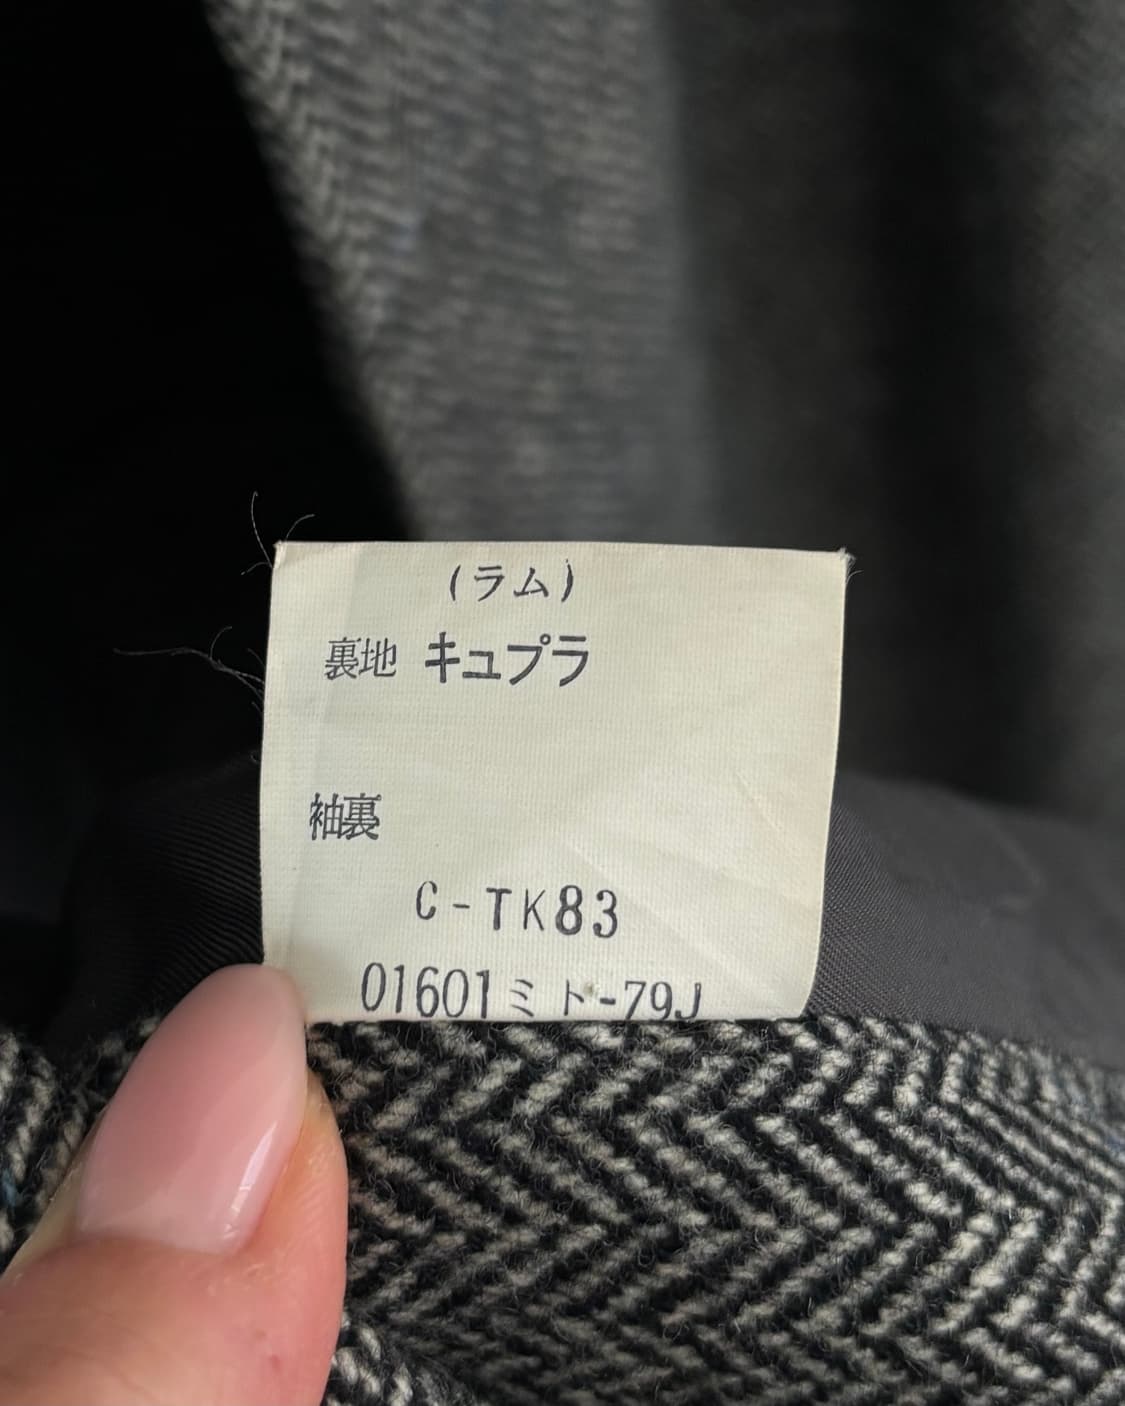 (ラム)
裏地 キュプラ
袖裏
C-TK83
01601ミト-79J